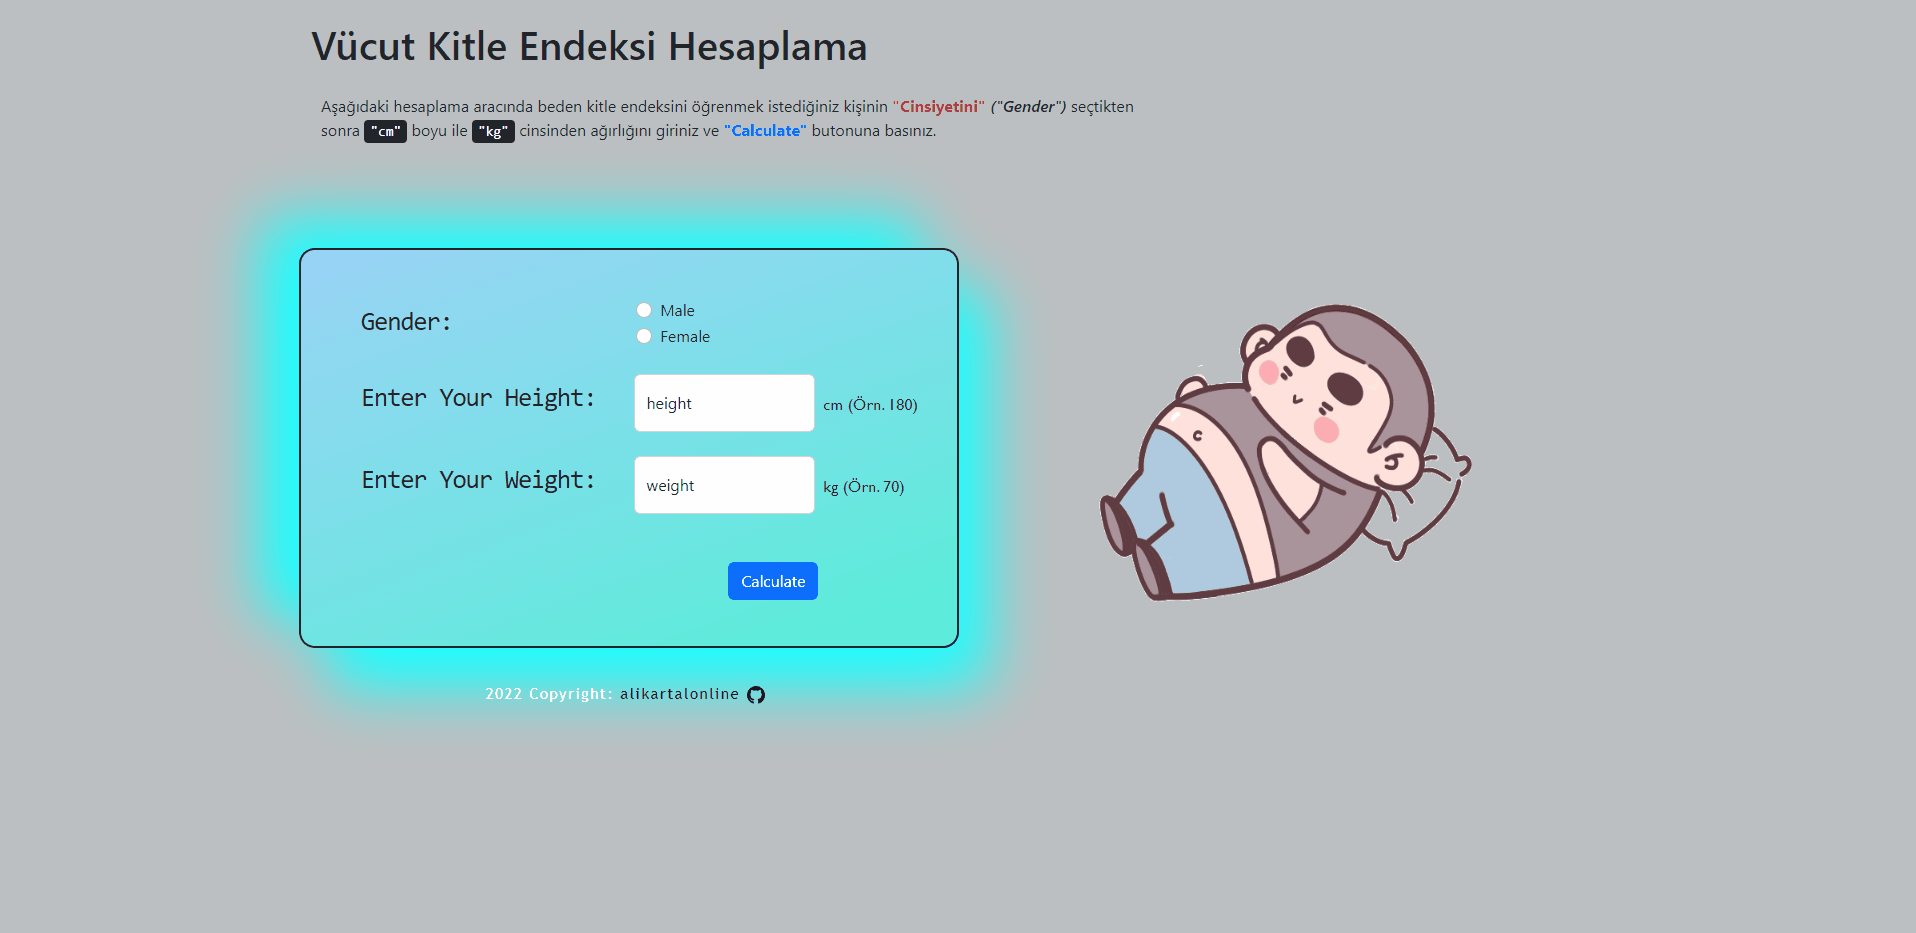 Vücut Kitle Endeksi Hesaplama
Aşağıdaki hesaplama aracında beden kitle endeksini öğrenmek istediğiniz kişinin "Cinsiyetini" ("Gender") seçtikten
sonra "cm" boyu ile "kg" cinsinden ağırlığını giriniz ve "Calculate" butonuna basınız.
Gender:
Male
Female
Enter Your Height:
height
cm (Örn. 180)
Enter Your Weight:
weight
kg (Örn. 70)
Calculate
2022 Copyright: alikartalonline